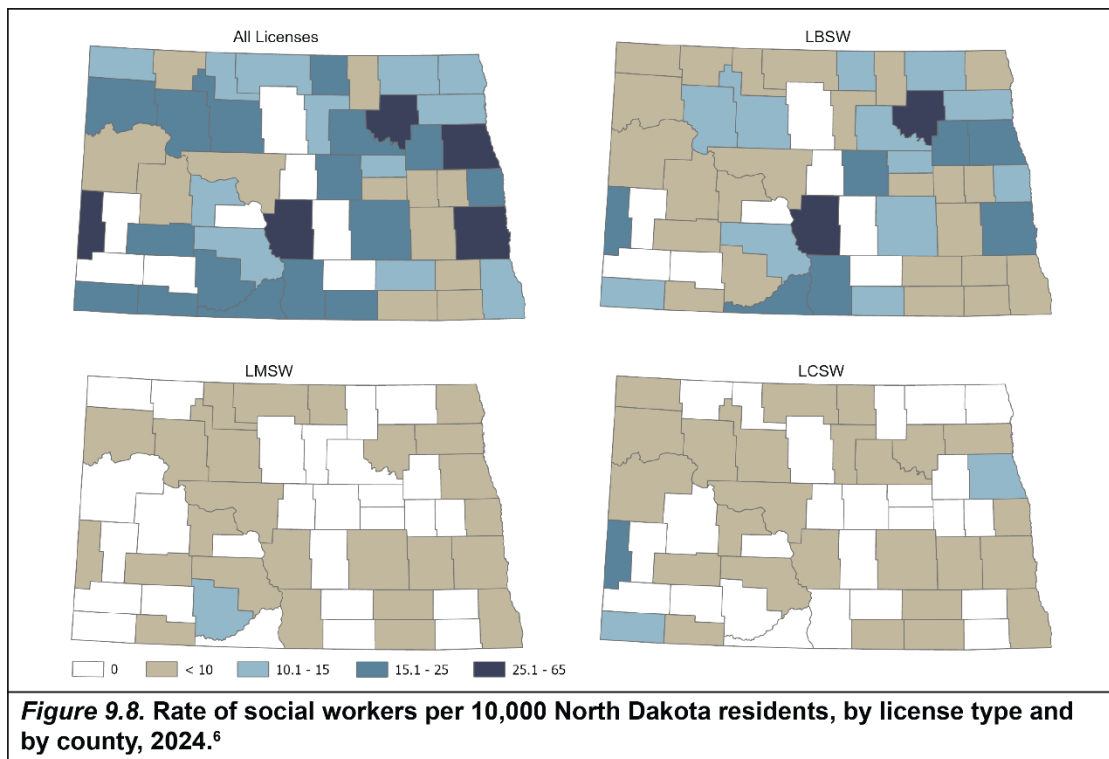 All Licenses
LBSW
LMSW
LCSW
0
< 10
10.1 - 15
15.1 - 25
25.1 - 65
Figure 9.8. Rate of social workers per 10,000 North Dakota residents, by license type and
by county, 2024.⁶